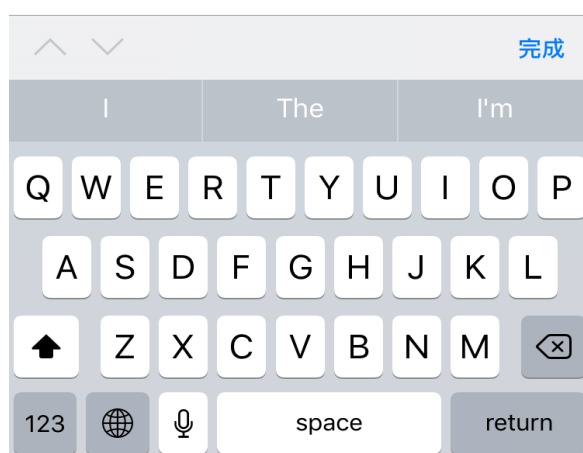 完成
I The I'm
Q W E R T Y U I O P
A S D F G H J K L
Z X C V B N M
123 space return